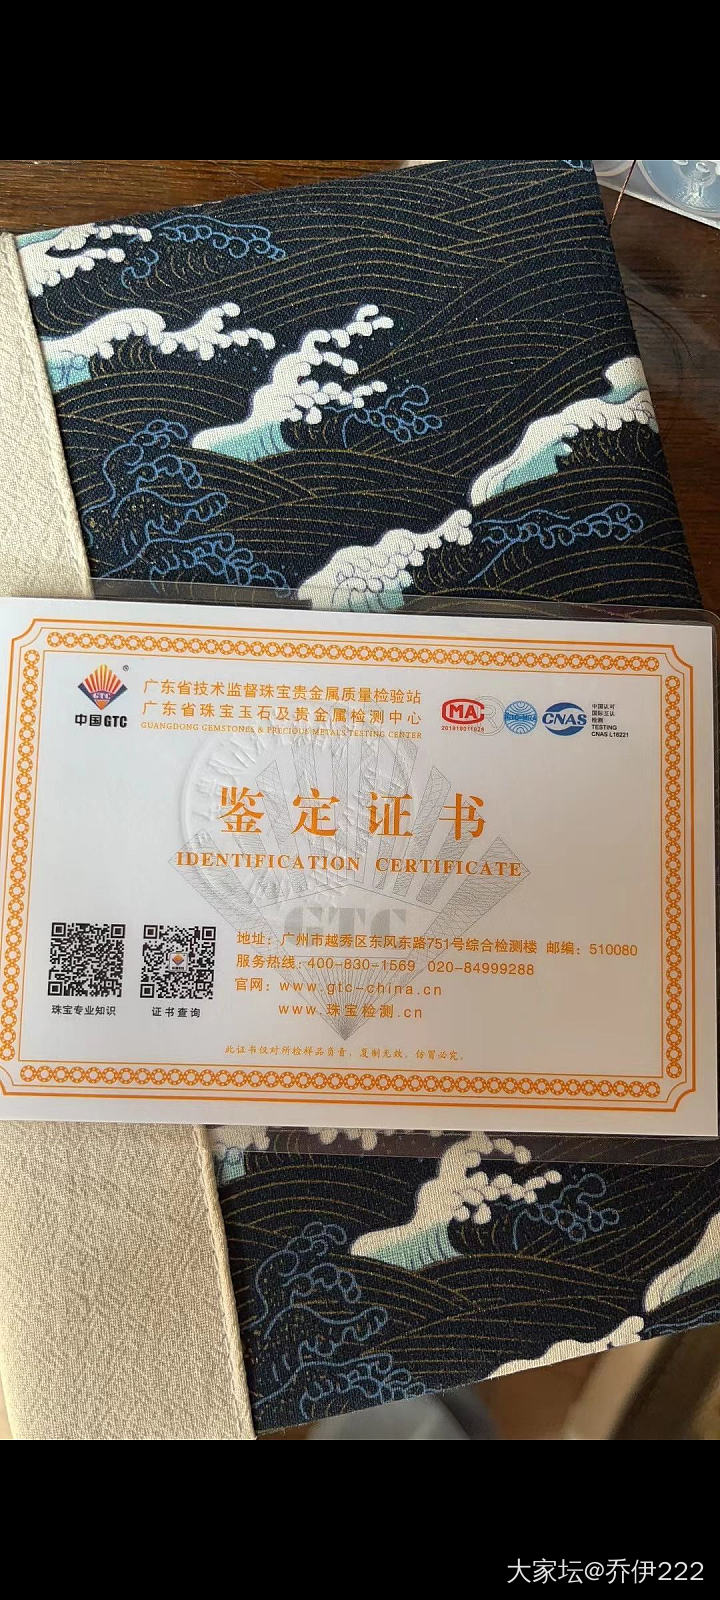 广东省技术监督珠宝贵金属质量检验站
广东省珠宝玉石及贵金属检测中心
GUANGDONG GEMSTONES & PRECIOUS METALS TESTING CENTER
GTC
®
中国GTC
MA
ILAC-MRA
CNAS
中国认可
国际互认
检测
TESTING
CNAS L16221
鉴定证书
IDENTIFICATION CERTIFICATE
GTC
地址：广州市越秀区东风东路751号综合检测楼 邮编：510080
服务热线：400-830-1569 020-84999288
官网：www.gtc-china.cn
www.珠宝检测.cn
珠宝专业知识
证书查询
此证书仅对所检样品负责，复制无效，仿冒必究。
大家坛@乔伊222